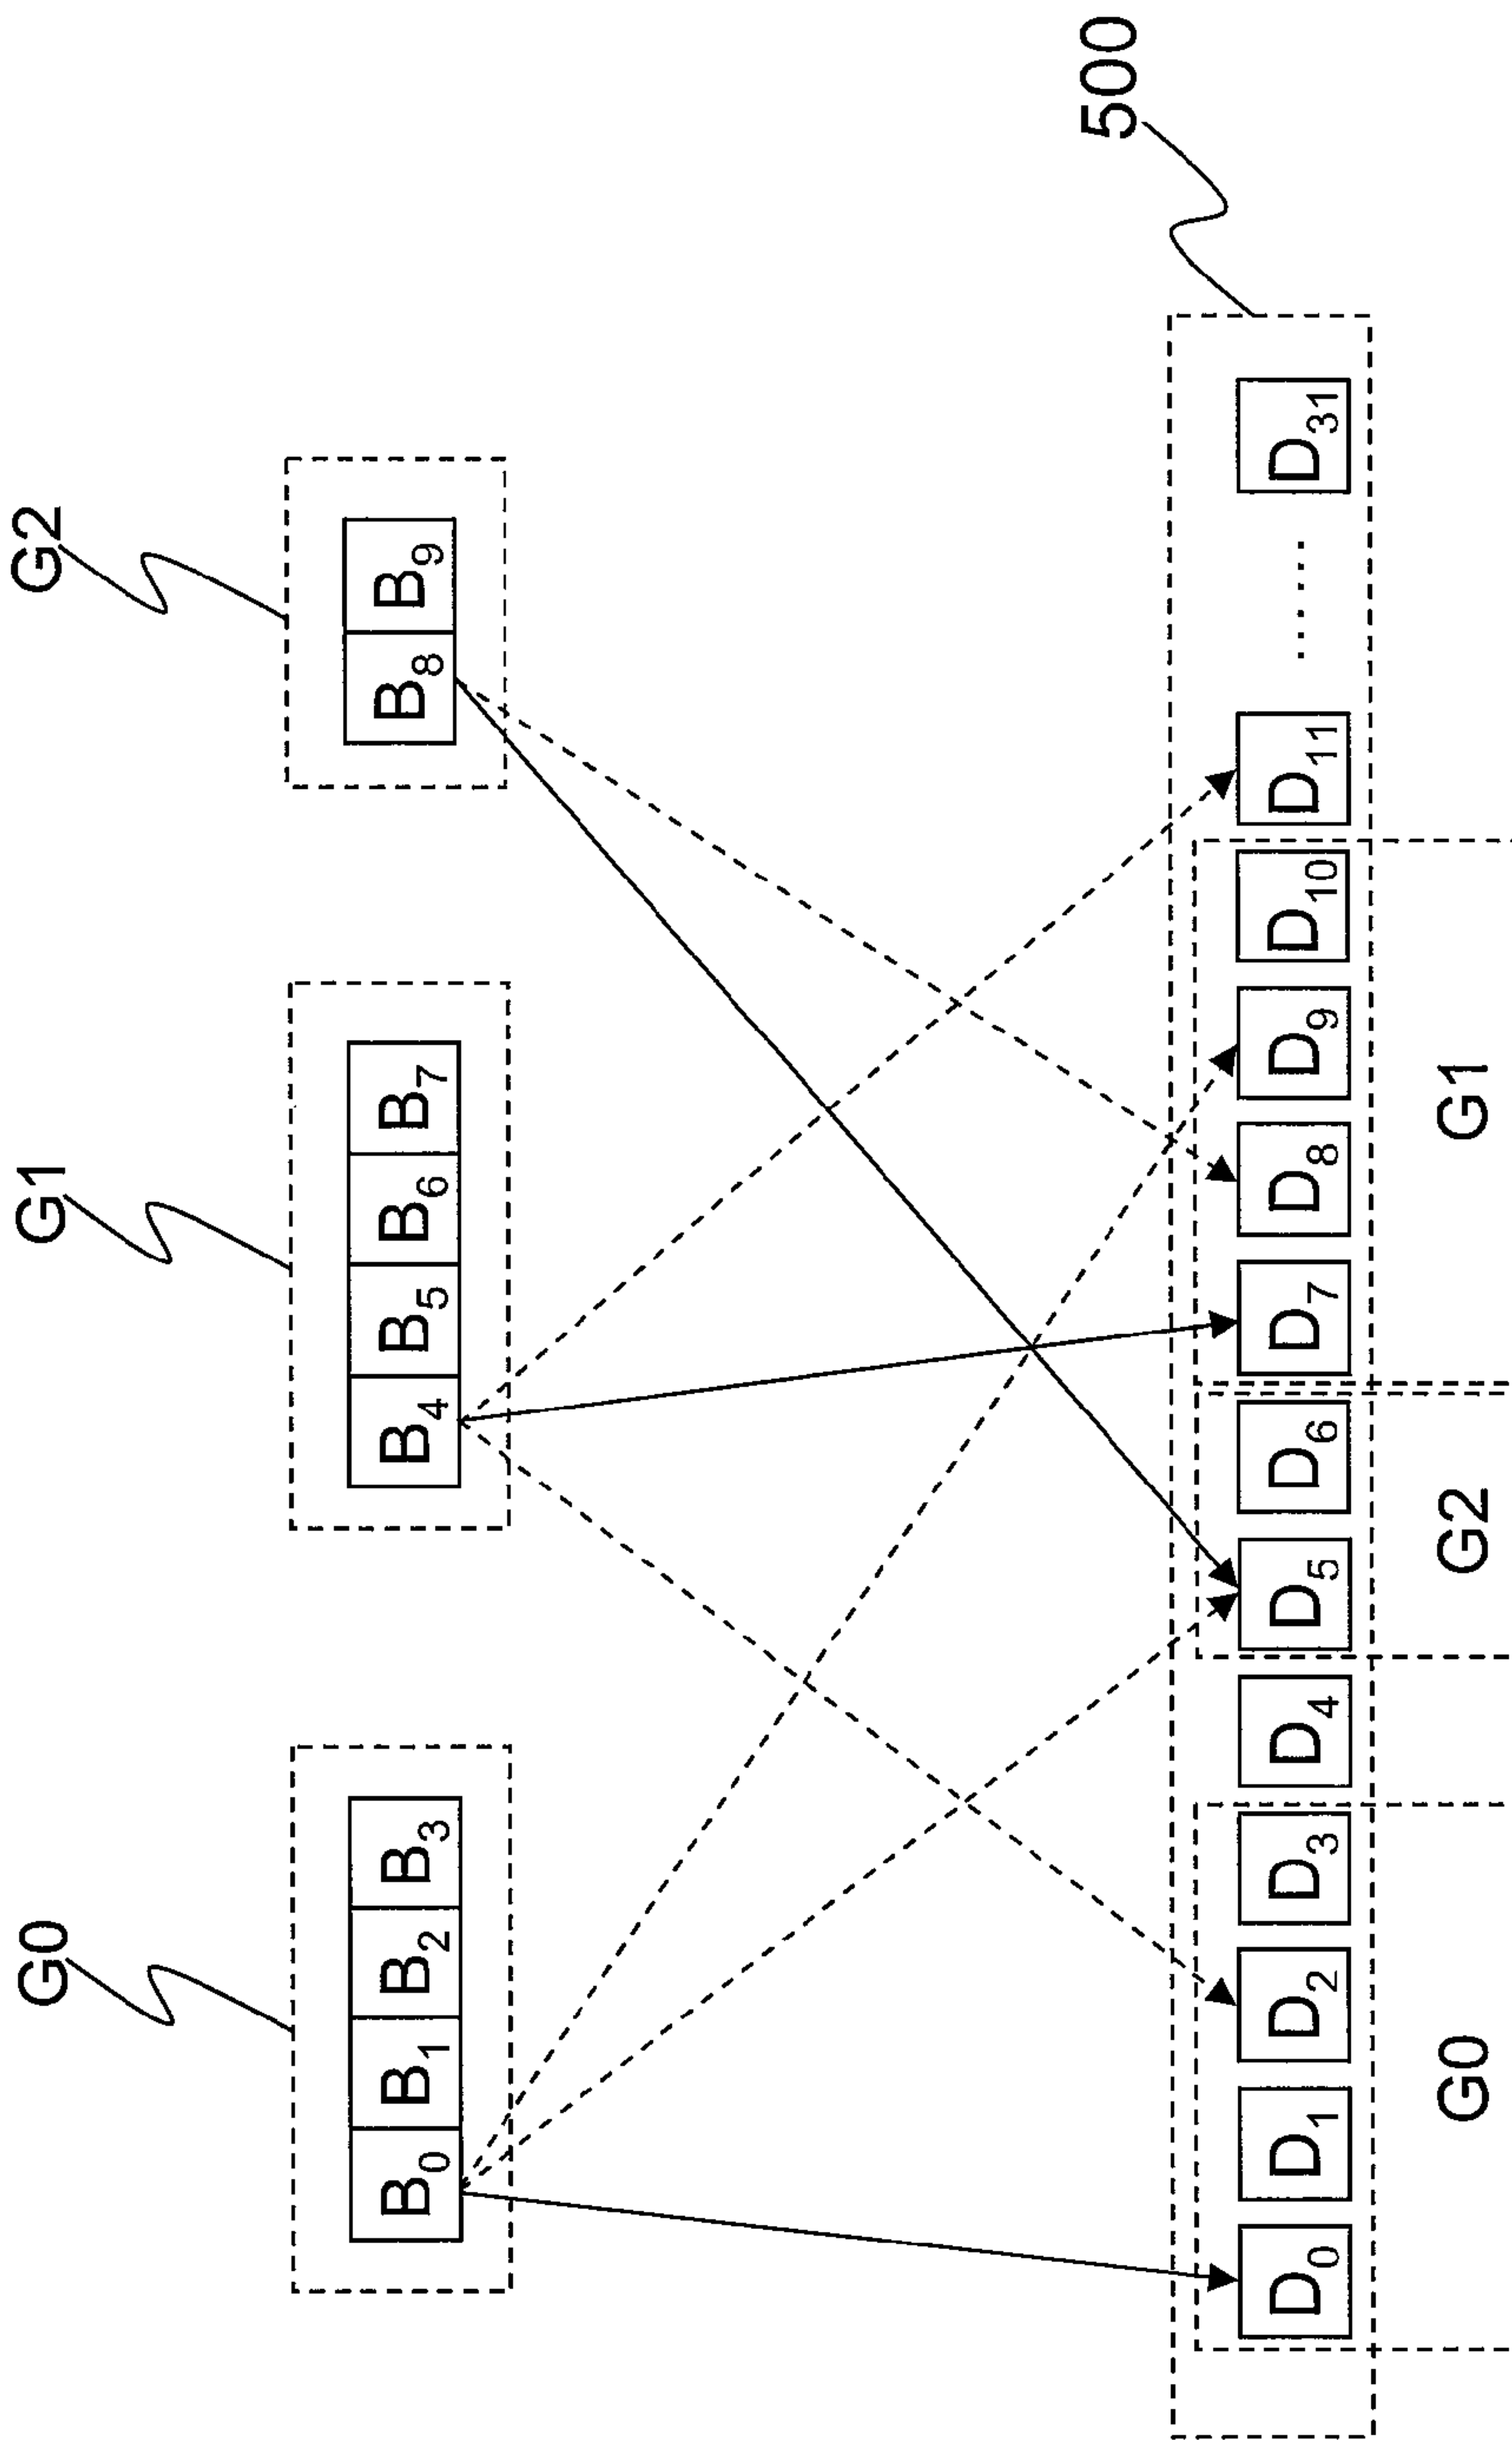 G0 G1 G2
B0 B1 B2 B3 B4 B5 B6 B7 B8 B9
500
D0 D1 D2 D3 D4 D5 D6 D7 D8 D9 D10 D11 ...... D31
G0 G2 G1